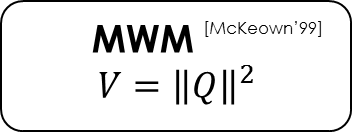 MWM [McKeown’99]
V = ‖Q‖²